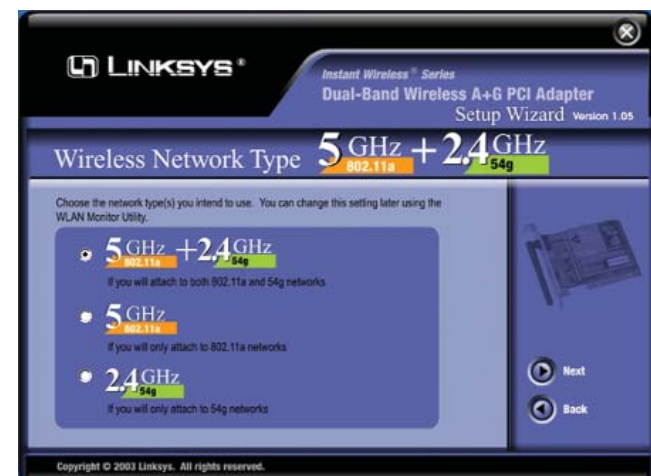 LINKSYS®
Instant Wireless® Series
Dual-Band Wireless A+G PCI Adapter
Setup Wizard Version 1.05
Wireless Network Type 5 GHz 802.11a + 2.4 GHz 54g
Choose the network type(s) you intend to use. You can change this setting later using the
WLAN Monitor Utility.
5 GHz 802.11a + 2.4 GHz 54g
If you will attach to both 802.11a and 54g networks
5 GHz 802.11a
If you will only attach to 802.11a networks
2.4 GHz 54g
If you will only attach to 54g networks
Next
Back
Copyright © 2003 Linksys. All rights reserved.